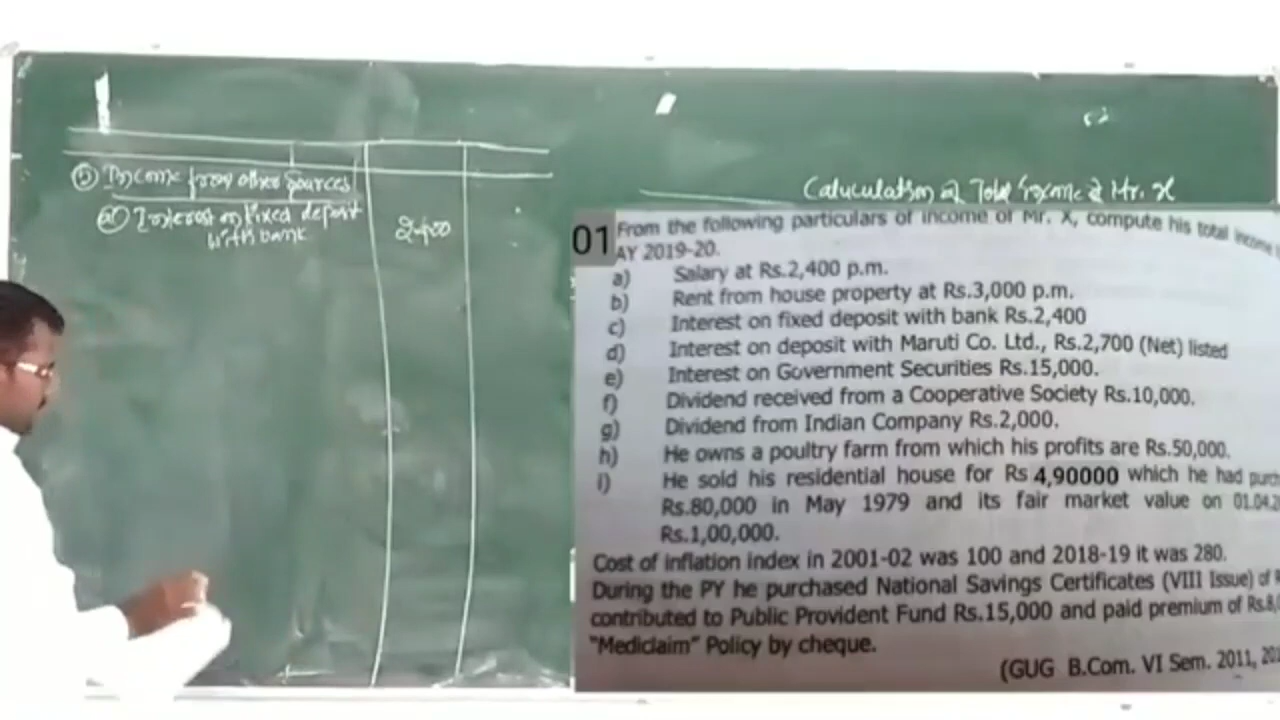 ⑤ Income from other Sources
ⓐ Interest on fixed deposit
with bank 2400
Caluculation of Total Income of Mr. X
01 From the following particulars of income of Mr. X, compute his total income
AY 2019-20.
a) Salary at Rs.2,400 p.m.
b) Rent from house property at Rs.3,000 p.m.
c) Interest on fixed deposit with bank Rs.2,400
d) Interest on deposit with Maruti Co. Ltd., Rs.2,700 (Net) listed
e) Interest on Government Securities Rs.15,000.
f) Dividend received from a Cooperative Society Rs.10,000.
g) Dividend from Indian Company Rs.2,000.
h) He owns a poultry farm from which his profits are Rs.50,000.
i) He sold his residential house for Rs 4,90000 which he had purch
Rs.80,000 in May 1979 and its fair market value on 01.04.2
Rs.1,00,000.
Cost of inflation index in 2001-02 was 100 and 2018-19 it was 280.
During the PY he purchased National Savings Certificates (VIII Issue) of
contributed to Public Provident Fund Rs.15,000 and paid premium of Rs.8,
"Mediclaim" Policy by cheque.
(GUG B.Com. VI Sem. 2011, 201